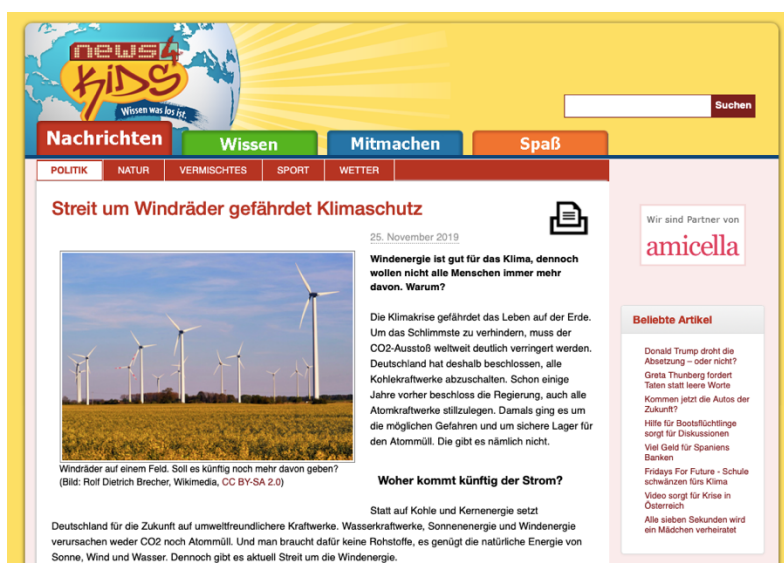 news4
KiDS
Wissen was los ist.
Suchen
Nachrichten
Wissen
Mitmachen
Spaß
POLITIK
NATUR
VERMISCHTES
SPORT
WETTER
Streit um Windräder gefährdet Klimaschutz
25. November 2019
Windenergie ist gut für das Klima, dennoch
wollen nicht alle Menschen immer mehr
davon. Warum?
Die Klimakrise gefährdet das Leben auf der Erde.
Um das Schlimmste zu verhindern, muss der
CO2-Ausstoß weltweit deutlich verringert werden.
Deutschland hat deshalb beschlossen, alle
Kohlekraftwerke abzuschalten. Schon einige
Jahre vorher beschloss die Regierung, auch alle
Atomkraftwerke stillzulegen. Damals ging es um
die möglichen Gefahren und um sichere Lager für
den Atommüll. Die gibt es nämlich nicht.
Windräder auf einem Feld. Soll es künftig noch mehr davon geben?
(Bild: Rolf Dietrich Brecher, Wikimedia, CC BY-SA 2.0)
Woher kommt künftig der Strom?
Statt auf Kohle und Kernenergie setzt
Deutschland für die Zukunft auf umweltfreundlichere Kraftwerke. Wasserkraftwerke, Sonnenenergie und Windenergie
verursachen weder CO2 noch Atommüll. Und man braucht dafür keine Rohstoffe, es genügt die natürliche Energie von
Sonne, Wind und Wasser. Dennoch gibt es aktuell Streit um die Windenergie.
Wir sind Partner von
amicella
Beliebte Artikel
Donald Trump droht die
Absetzung – oder nicht?
Greta Thunberg fordert
Taten statt leere Worte
Kommen jetzt die Autos der
Zukunft?
Hilfe für Bootsflüchtlinge
sorgt für Diskussionen
Viel Geld für Spaniens
Banken
Fridays For Future - Schule
schwänzen fürs Klima
Video sorgt für Krise in
Österreich
Alle sieben Sekunden wird
ein Mädchen verheiratet